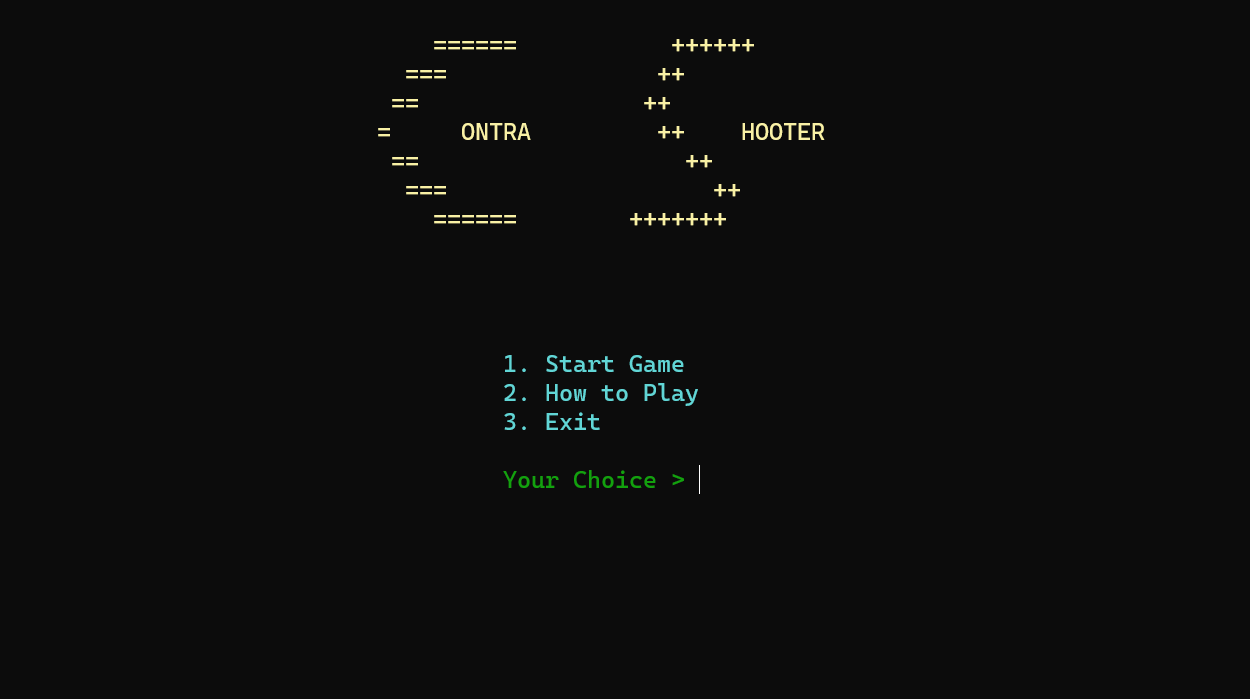 ======           ++++++
===               ++
==                ++
=     ONTRA         ++    HOOTER
==                   ++
===                   ++
======        +++++++
1. Start Game
2. How to Play
3. Exit
Your Choice >